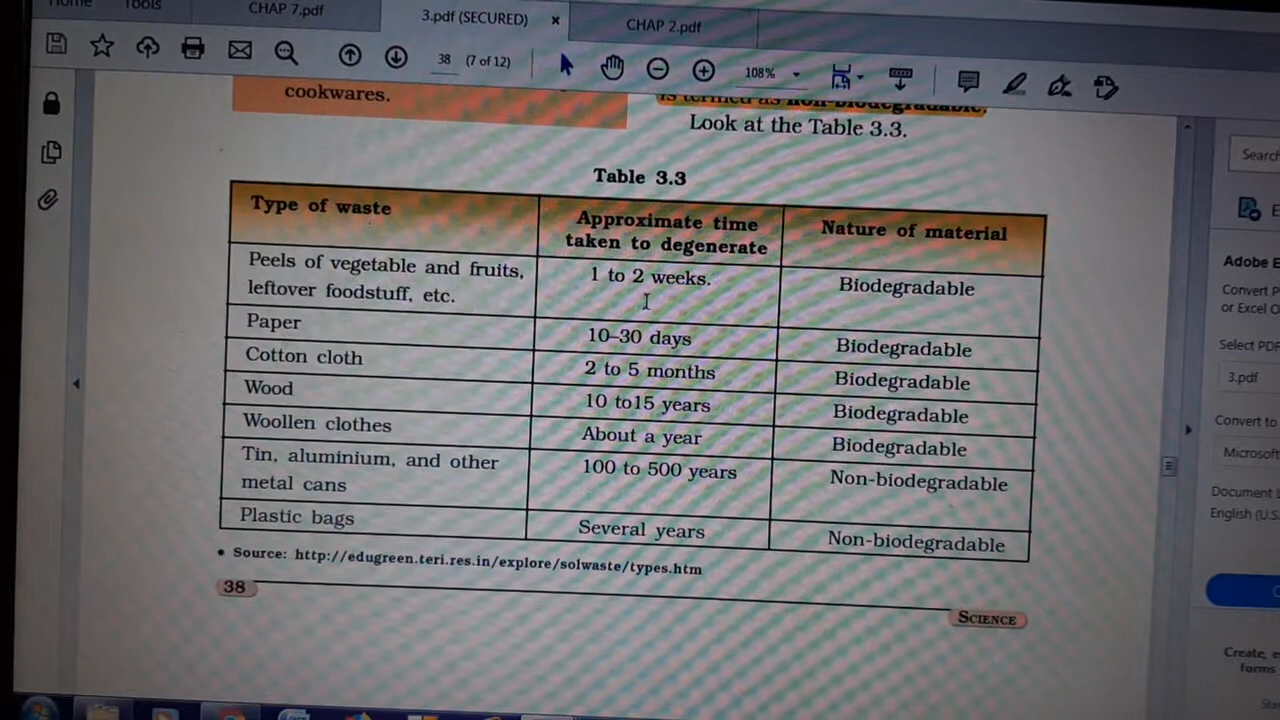 Home Tools CHAP 7.pdf 3.pdf (SECURED) × CHAP 2.pdf
38 (7 of 12) 108%
cookwares.
is termed as non-biodegradable.
Look at the Table 3.3.
Table 3.3
Type of waste Approximate time taken to degenerate Nature of material
Peels of vegetable and fruits, 1 to 2 weeks. Biodegradable
leftover foodstuff, etc.
Paper 10–30 days Biodegradable
Cotton cloth 2 to 5 months Biodegradable
Wood 10 to15 years Biodegradable
Woollen clothes About a year Biodegradable
Tin, aluminium, and other 100 to 500 years Non-biodegradable
metal cans
Plastic bags Several years Non-biodegradable
• Source: http://edugreen.teri.res.in/explore/solwaste/types.htm
38
SCIENCE
Search
Adobe E
Convert P
or Excel O
Select PDF
3.pdf
Convert to
Microsoft
Document L
English (U.S.
Create, e
forms